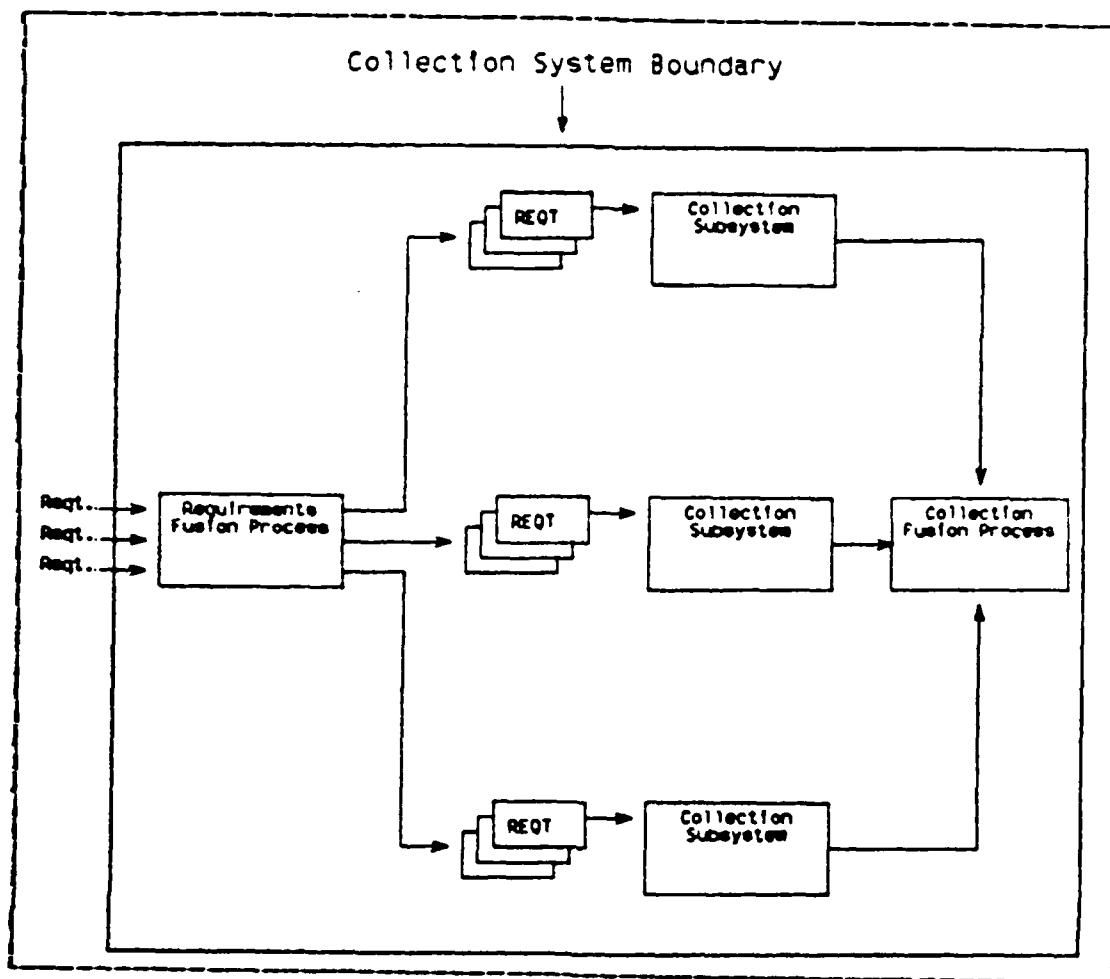 Collection System Boundary
REQT
Collection
Subsystem
Reqt..
Reqt..
Reqt..
Requirements
Fusion Process
REQT
Collection
Subsystem
Collection
Fusion Process
REQT
Collection
Subsystem